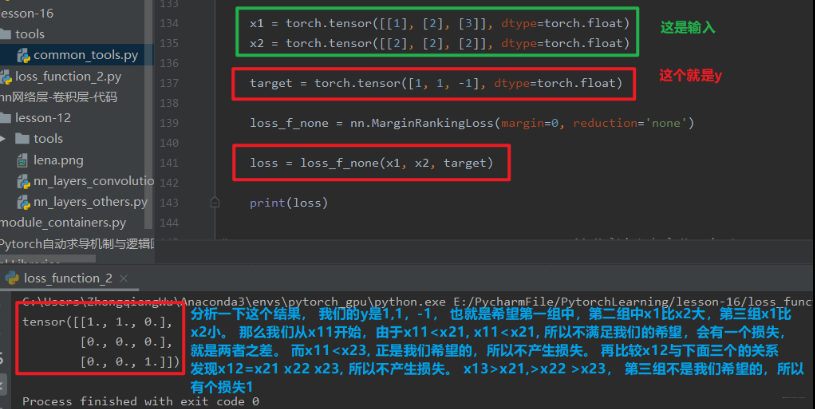 133
lesson-16
134
x1 = torch.tensor([[1], [2], [3]], dtype=torch.float)
这是输入
tools
135
x2 = torch.tensor([[2], [2], [2]], dtype=torch.float)
common_tools.py
136
loss_function_2.py
137
target = torch.tensor([1, 1, -1], dtype=torch.float)
这个就是y
nn网络层-卷积层-代码
138
lesson-12
139
loss_f_none = nn.MarginRankingLoss(margin=0, reduction='none')
tools
140
lena.png
141
loss = loss_f_none(x1, x2, target)
nn_layers_convolutio
142
nn_layers_others.py
143
print(loss)
module_containers.py
144
Pytorch自动求导机制与逻辑回
loss_function_2
C:\Users\ZhongqiangWu\Anaconda3\envs\pytorch_gpu\python.exe E:/PycharmFile/PytorchLearning/lesson-16/loss_func
tensor([[1., 1., 0.],
[0., 0., 0.],
[0., 0., 1.]])
分析一下这个结果， 我们的y是1,1，-1， 也就是希望第一组中，第二组中x1比x2大，第三组x1比
x2小。 那么我们从x11开始，由于x11<x21, x11<x21, 所以不满足我们的希望，会有一个损失，
就是两者之差。 而x11<x23, 正是我们希望的，所以不产生损失。 再比较x12与下面三个的关系
发现x12=x21 x22 x23, 所以不产生损失。 x13>x21,>x22 >x23， 第三组不是我们希望的，所以
有个损失1
Process finished with exit code 0